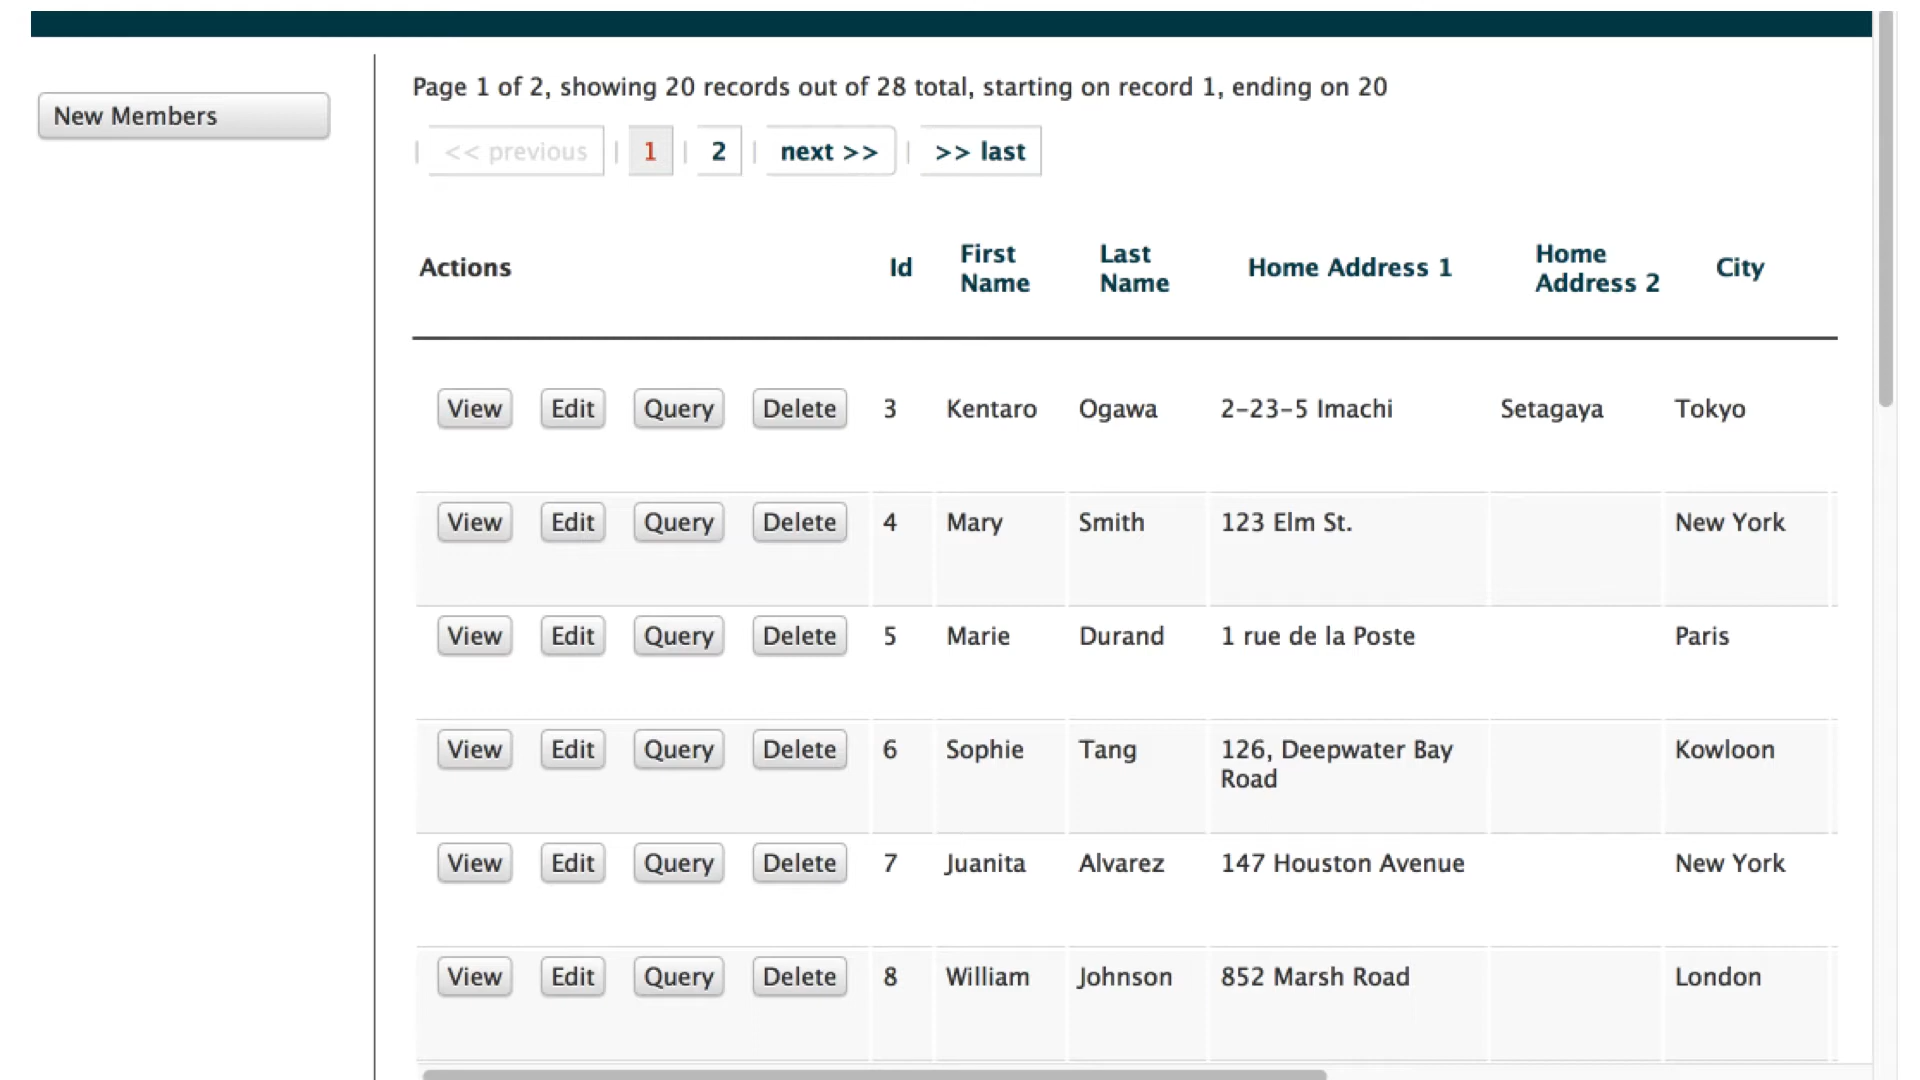 New Members
Page 1 of 2, showing 20 records out of 28 total, starting on record 1, ending on 20
| << previous | 1 | 2 | next >> | >> last
Actions Id First Name Last Name Home Address 1 Home Address 2 City
View Edit Query Delete 3 Kentaro Ogawa 2-23-5 Imachi Setagaya Tokyo
View Edit Query Delete 4 Mary Smith 123 Elm St. New York
View Edit Query Delete 5 Marie Durand 1 rue de la Poste Paris
View Edit Query Delete 6 Sophie Tang 126, Deepwater Bay Road Kowloon
View Edit Query Delete 7 Juanita Alvarez 147 Houston Avenue New York
View Edit Query Delete 8 William Johnson 852 Marsh Road London